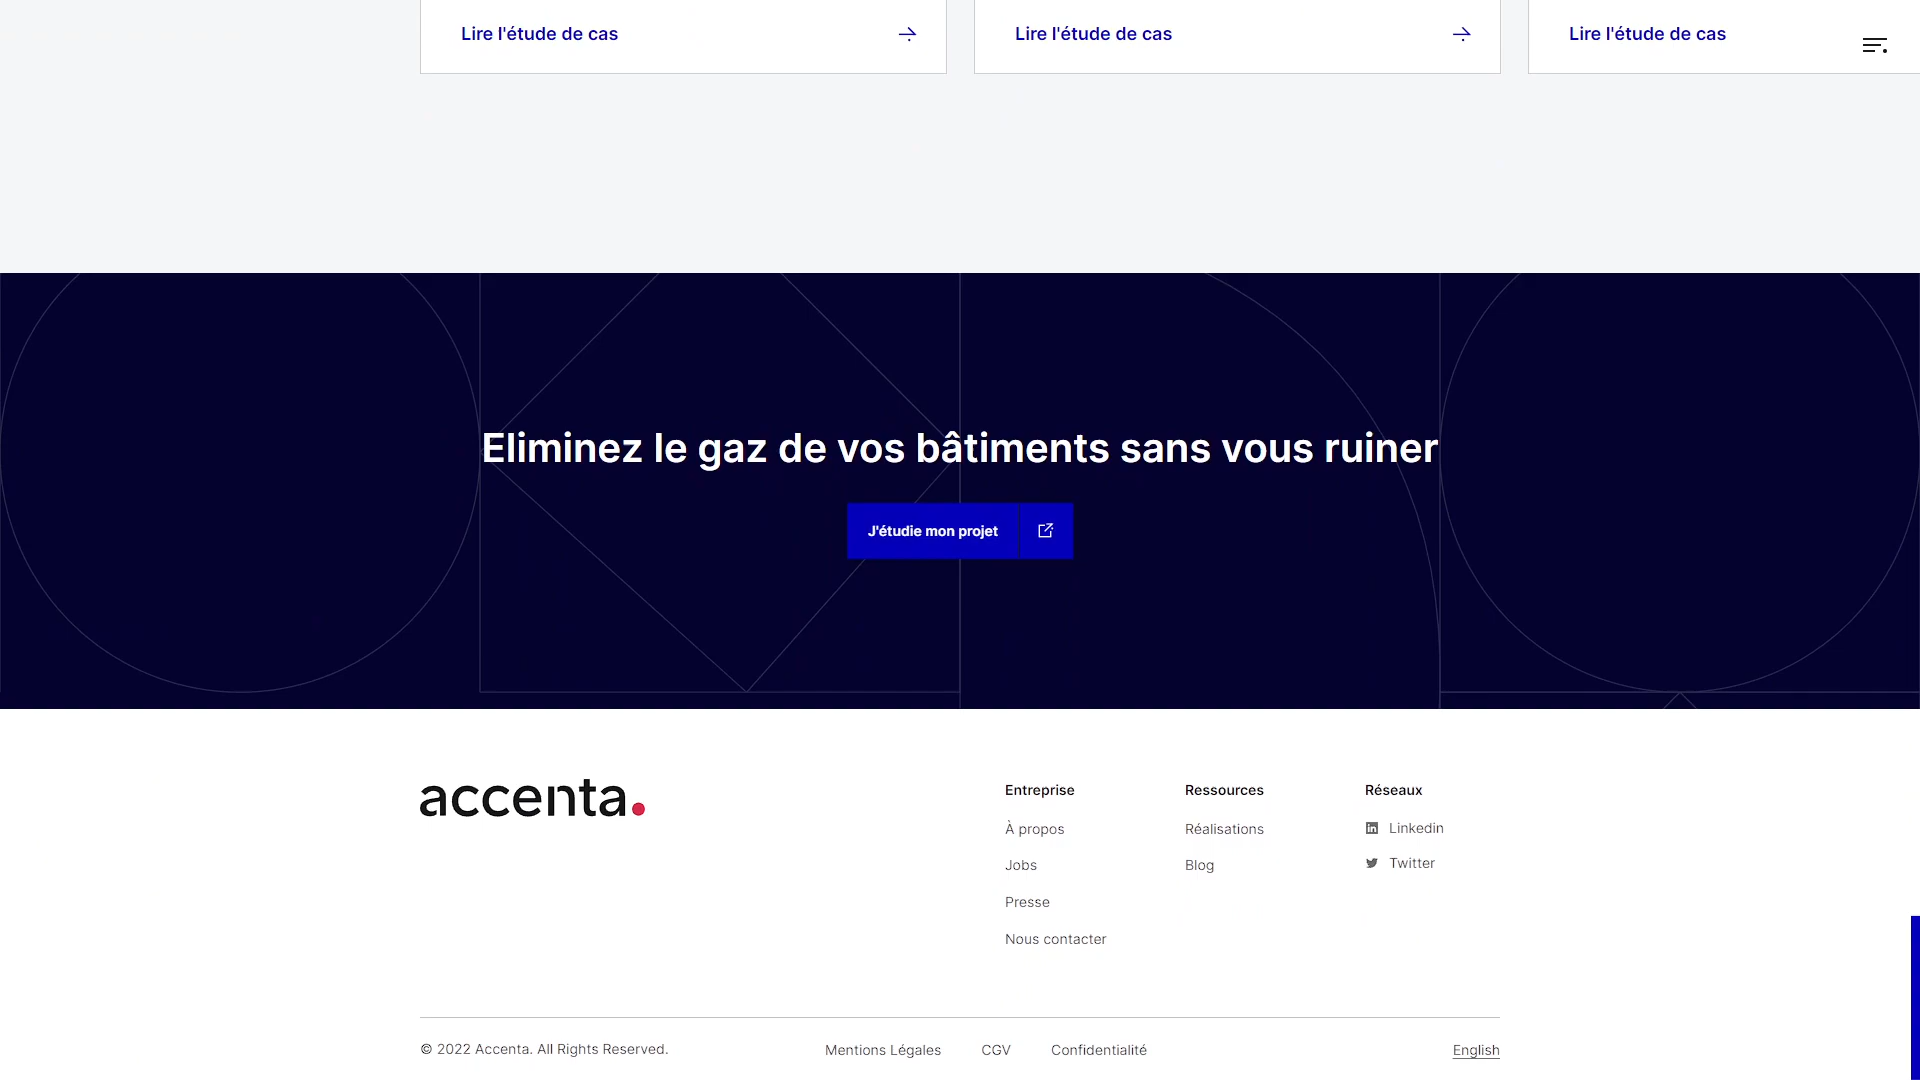 Lire l'étude de cas
Lire l'étude de cas
Lire l'étude de cas
Eliminez le gaz de vos bâtiments sans vous ruiner
J'étudie mon projet
accenta.
Entreprise
À propos
Jobs
Presse
Nous contacter
Ressources
Réalisations
Blog
Réseaux
Linkedin
Twitter
© 2022 Accenta. All Rights Reserved.
Mentions Légales
CGV
Confidentialité
English